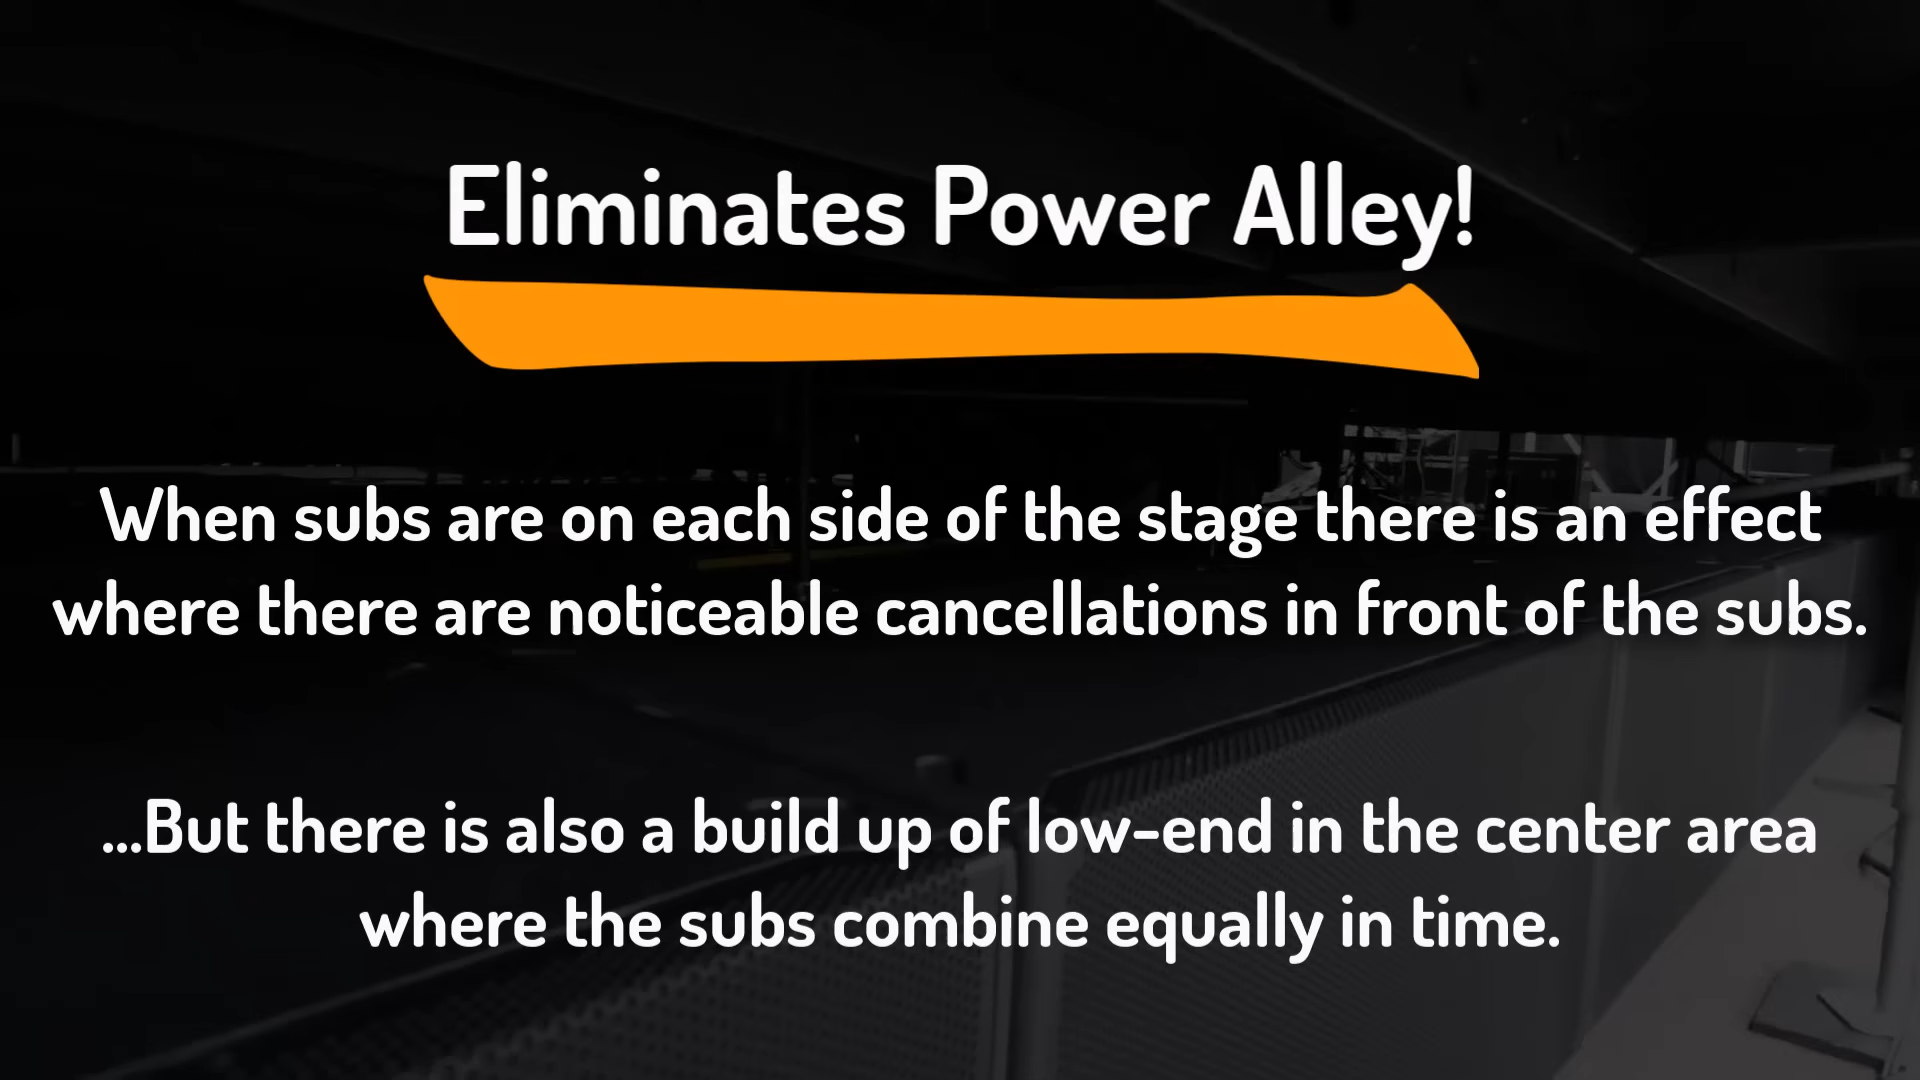 Eliminates Power Alley!
When subs are on each side of the stage there is an effect
where there are noticeable cancellations in front of the subs.
...But there is also a build up of low-end in the center area
where the subs combine equally in time.